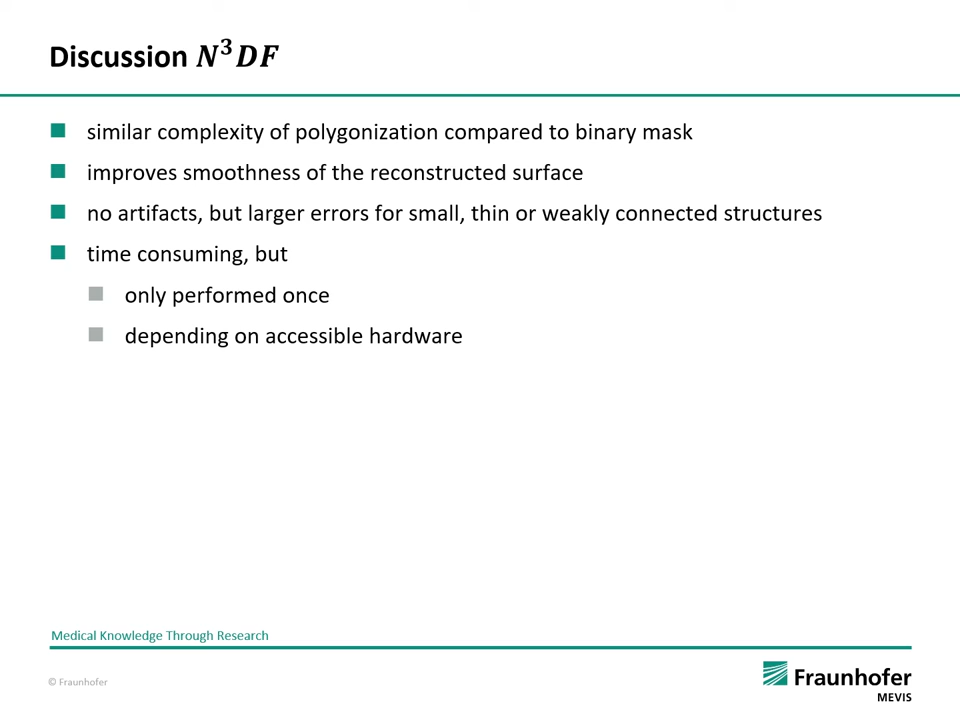 Discussion N³DF
similar complexity of polygonization compared to binary mask
improves smoothness of the reconstructed surface
no artifacts, but larger errors for small, thin or weakly connected structures
time consuming, but
only performed once
depending on accessible hardware
Medical Knowledge Through Research
© Fraunhofer
Fraunhofer
MEVIS